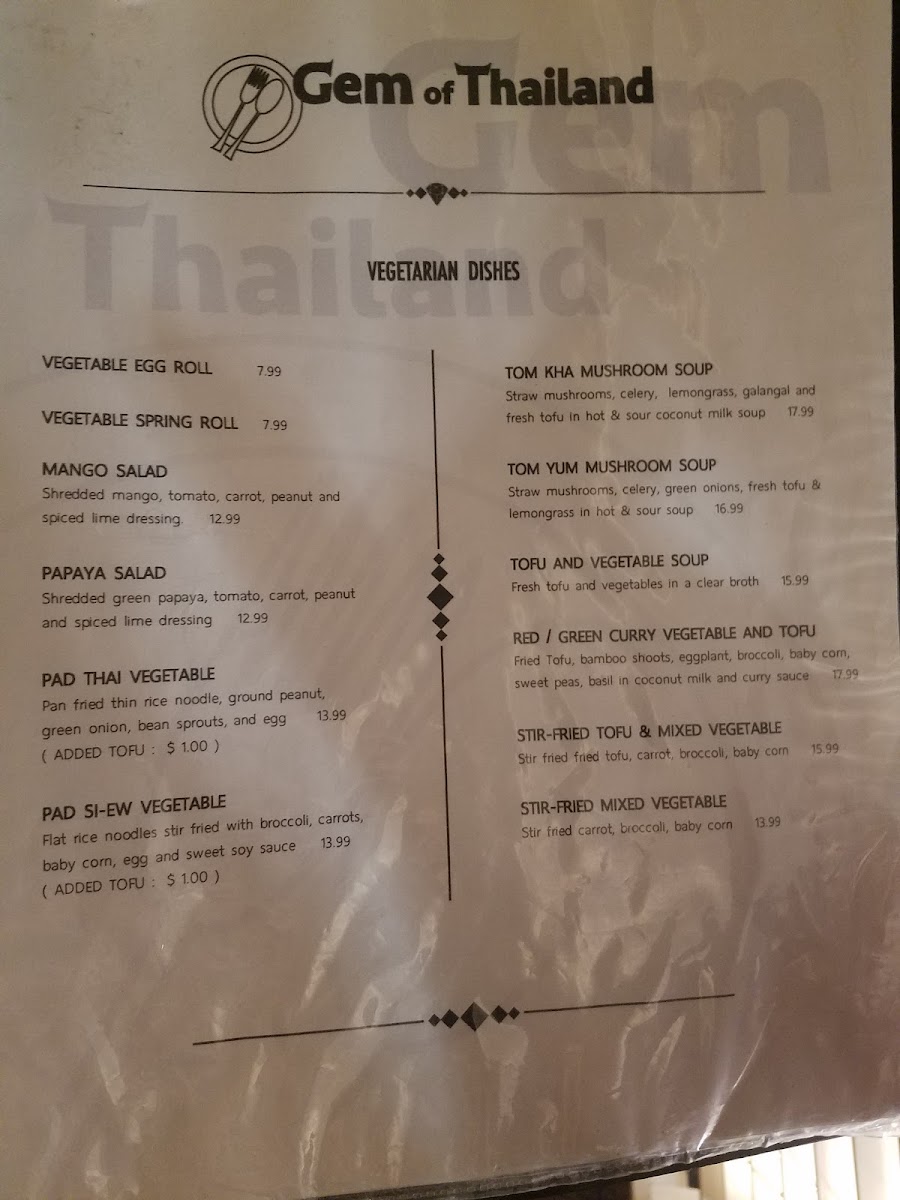 Gem of Thailand
Gem
Thailand
VEGETARIAN DISHES
VEGETABLE EGG ROLL 7.99
VEGETABLE SPRING ROLL 7.99
MANGO SALAD
Shredded mango, tomato, carrot, peanut and
spiced lime dressing. 12.99
PAPAYA SALAD
Shredded green papaya, tomato, carrot, peanut
and spiced lime dressing 12.99
PAD THAI VEGETABLE
Pan fried thin rice noodle, ground peanut,
green onion, bean sprouts, and egg 13.99
( ADDED TOFU : $ 1.00 )
PAD SI-EW VEGETABLE
Flat rice noodles stir fried with broccoli, carrots,
baby corn, egg and sweet soy sauce 13.99
( ADDED TOFU : $ 1.00 )
TOM KHA MUSHROOM SOUP
Straw mushrooms, celery, lemongrass, galangal and
fresh tofu in hot & sour coconut milk soup 17.99
TOM YUM MUSHROOM SOUP
Straw mushrooms, celery, green onions, fresh tofu &
lemongrass in hot & sour soup 16.99
TOFU AND VEGETABLE SOUP
Fresh tofu and vegetables in a clear broth 15.99
RED / GREEN CURRY VEGETABLE AND TOFU
Fried Tofu, bamboo shoots, eggplant, broccoli, baby corn,
sweet peas, basil in coconut milk and curry sauce 17.99
STIR-FRIED TOFU & MIXED VEGETABLE
Stir fried fried tofu, carrot, broccoli, baby corn 15.99
STIR-FRIED MIXED VEGETABLE
Stir fried carrot, broccoli, baby corn 13.99